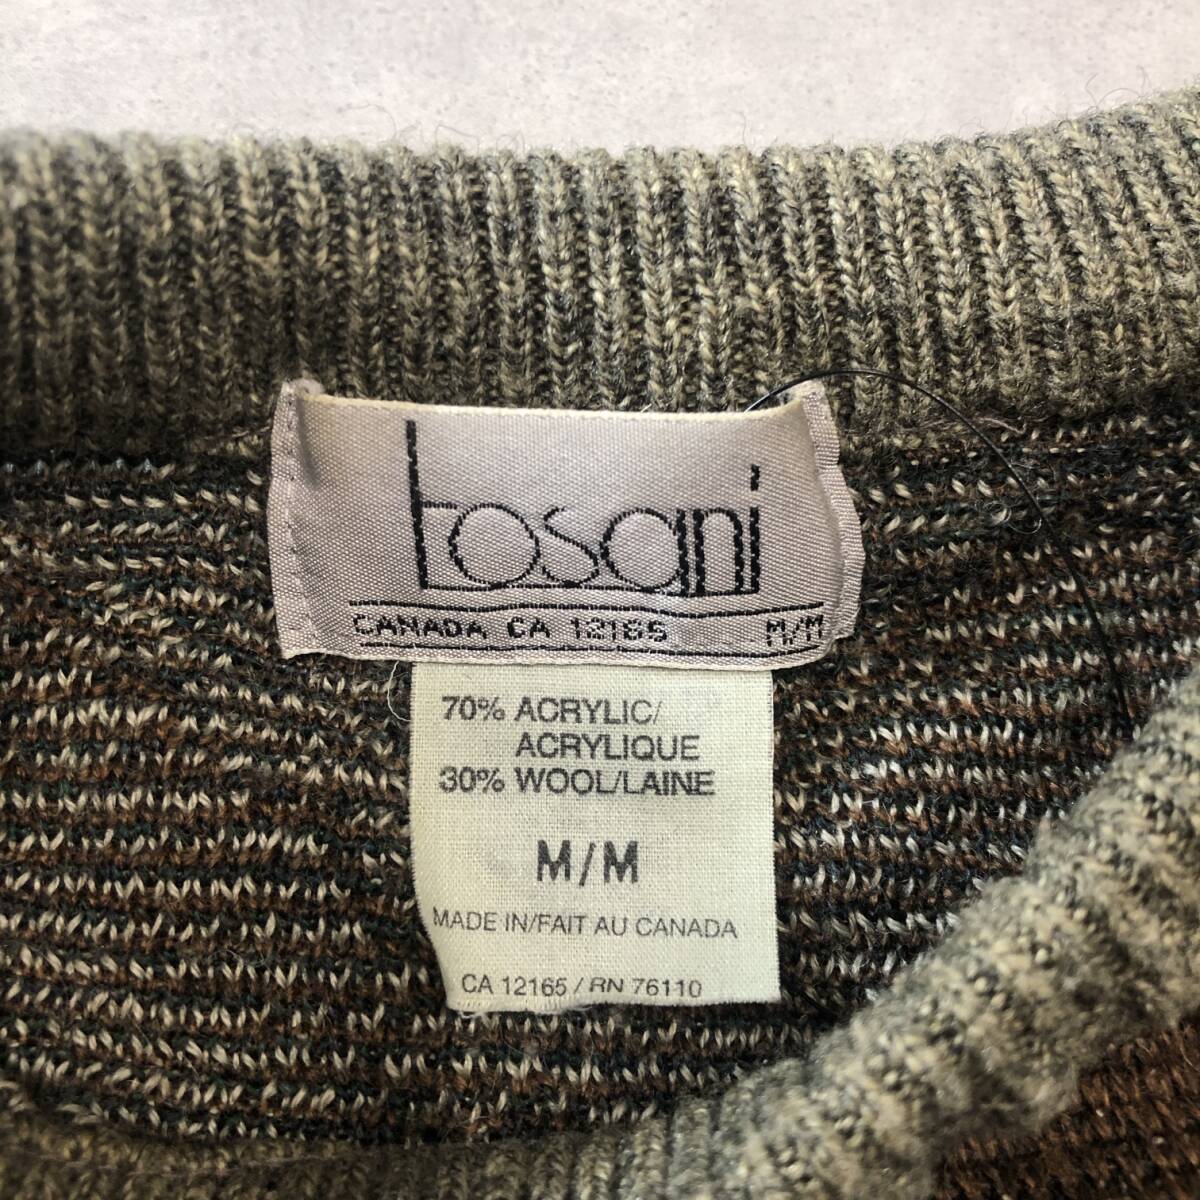 tosani
CANADA CA 12165 M/M
70% ACRYLIC/
ACRYLIQUE
30% WOOL/LAINE
M/M
MADE IN/FAIT AU CANADA
CA 12165 / RN 76110